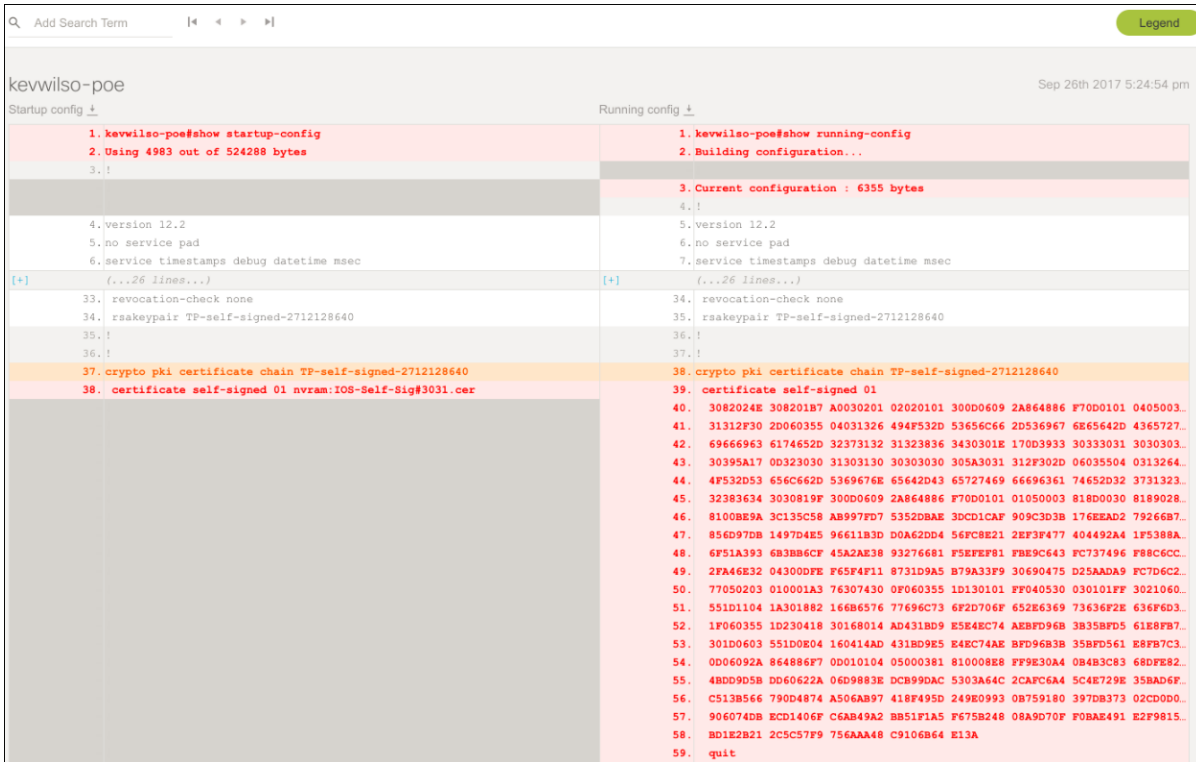 Add Search Term
Legend
kevwilso-poe
Sep 26th 2017 5:24:54 pm
Startup config
Running config
1. kevwilso-poe#show startup-config
2. Using 4983 out of 524288 bytes
3. !
4. version 12.2
5. no service pad
6. service timestamps debug datetime msec
[+] (...26 lines...)
33. revocation-check none
34. rsakeypair TP-self-signed-2712128640
35. !
36. !
37. crypto pki certificate chain TP-self-signed-2712128640
38. certificate self-signed 01 nvram:IOS-Self-Sig#3031.cer
1. kevwilso-poe#show running-config
2. Building configuration...
3. Current configuration : 6355 bytes
4. !
5. version 12.2
6. no service pad
7. service timestamps debug datetime msec
[+] (...26 lines...)
34. revocation-check none
35. rsakeypair TP-self-signed-2712128640
36. !
37. !
38. crypto pki certificate chain TP-self-signed-2712128640
39. certificate self-signed 01
40. 3082024E 308201B7 A0030201 02020101 300D0609 2A864886 F70D0101 0405003…
41. 31312F30 2D060355 04031326 494F532D 53656C66 2D536967 6E65642D 4365727…
42. 69666963 6174652D 32373132 31323836 3430301E 170D3933 30333031 3030303…
43. 30395A17 0D323030 31303130 30303030 305A3031 312F302D 06035504 0313264…
44. 4F532D53 656C662D 5369676E 65642D43 65727469 66696361 74652D32 3731323…
45. 32383634 3030819F 300D0609 2A864886 F70D0101 01050003 818D0030 8189028…
46. 8100BE9A 3C135C58 AB997FD7 5352DBAE 3DCD1CAF 909C3D3B 176EEAD2 79266B7…
47. 856D97DB 1497D4E5 96611B3D D0A62DD4 56FC8E21 2EF3F477 404492A4 1F5388A…
48. 6F51A393 6B3BB6CF 45A2AE38 93276681 F5EFEF81 FBE9C643 FC737496 F88C6CC…
49. 2FA46E32 04300DFE F65F4F11 8731D9A5 B79A33F9 30690475 D25AADA9 FC7D6C2…
50. 77050203 010001A3 76307430 0F060355 1D130101 FF040530 030101FF 3021060…
51. 551D1104 1A301882 166B6576 77696C73 6F2D706F 652E6369 73636F2E 636F6D3…
52. 1F060355 1D230418 30168014 AD431BD9 E5E4EC74 AEBFD96B 3B35BFD5 61E8FB7…
53. 301D0603 551D0E04 160414AD 431BD9E5 E4EC74AE BFD96B3B 35BFD561 E8FB7C3…
54. 0D06092A 864886F7 0D010104 05000381 810008E8 FF9E30A4 0B4B3C83 68DFE82…
55. 4BDD9D5B DD60622A 06D9883E DCB99DAC 5303A64C 2CAFC6A4 5C4E729E 35BAD6F…
56. C513B566 790D4874 A506AB97 418F495D 249E0993 0B759180 397DB373 02CD0D0…
57. 906074DB ECD1406F C6AB49A2 BB51F1A5 F675B248 08A9D70F F0BAE491 E2F9815…
58. BD1E2B21 2C5C57F9 756AAA48 C9106B64 E13A
59. quit